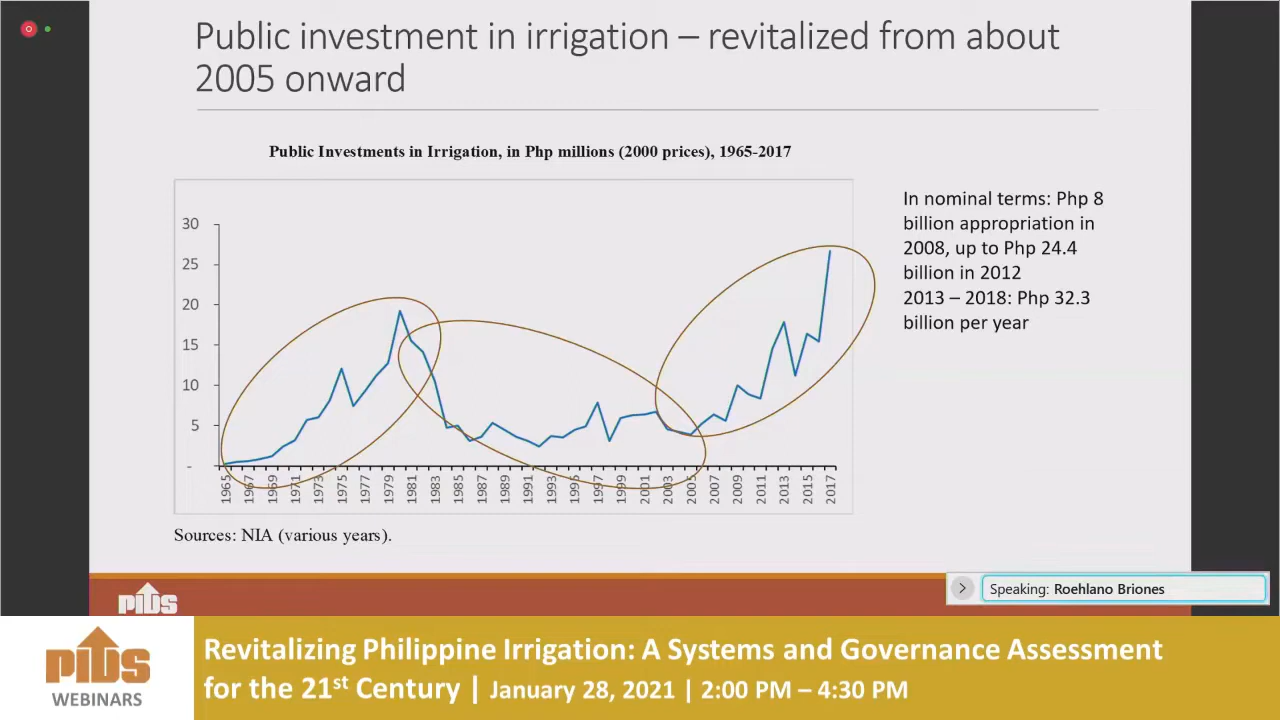 Public investment in irrigation – revitalized from about
2005 onward
Public Investments in Irrigation, in Php millions (2000 prices), 1965-2017
30
25
20
15
10
5
-
1965 1967 1969 1971 1973 1975 1977 1979 1981 1983 1985 1987 1989 1991 1993 1995 1997 1999 2001 2003 2005 2007 2009 2011 2013 2015 2017
In nominal terms: Php 8
billion appropriation in
2008, up to Php 24.4
billion in 2012
2013 – 2018: Php 32.3
billion per year
Sources: NIA (various years).
PIDS
Speaking: Roehlano Briones
PIDS
WEBINARS
Revitalizing Philippine Irrigation: A Systems and Governance Assessment
for the 21st Century | January 28, 2021 | 2:00 PM – 4:30 PM